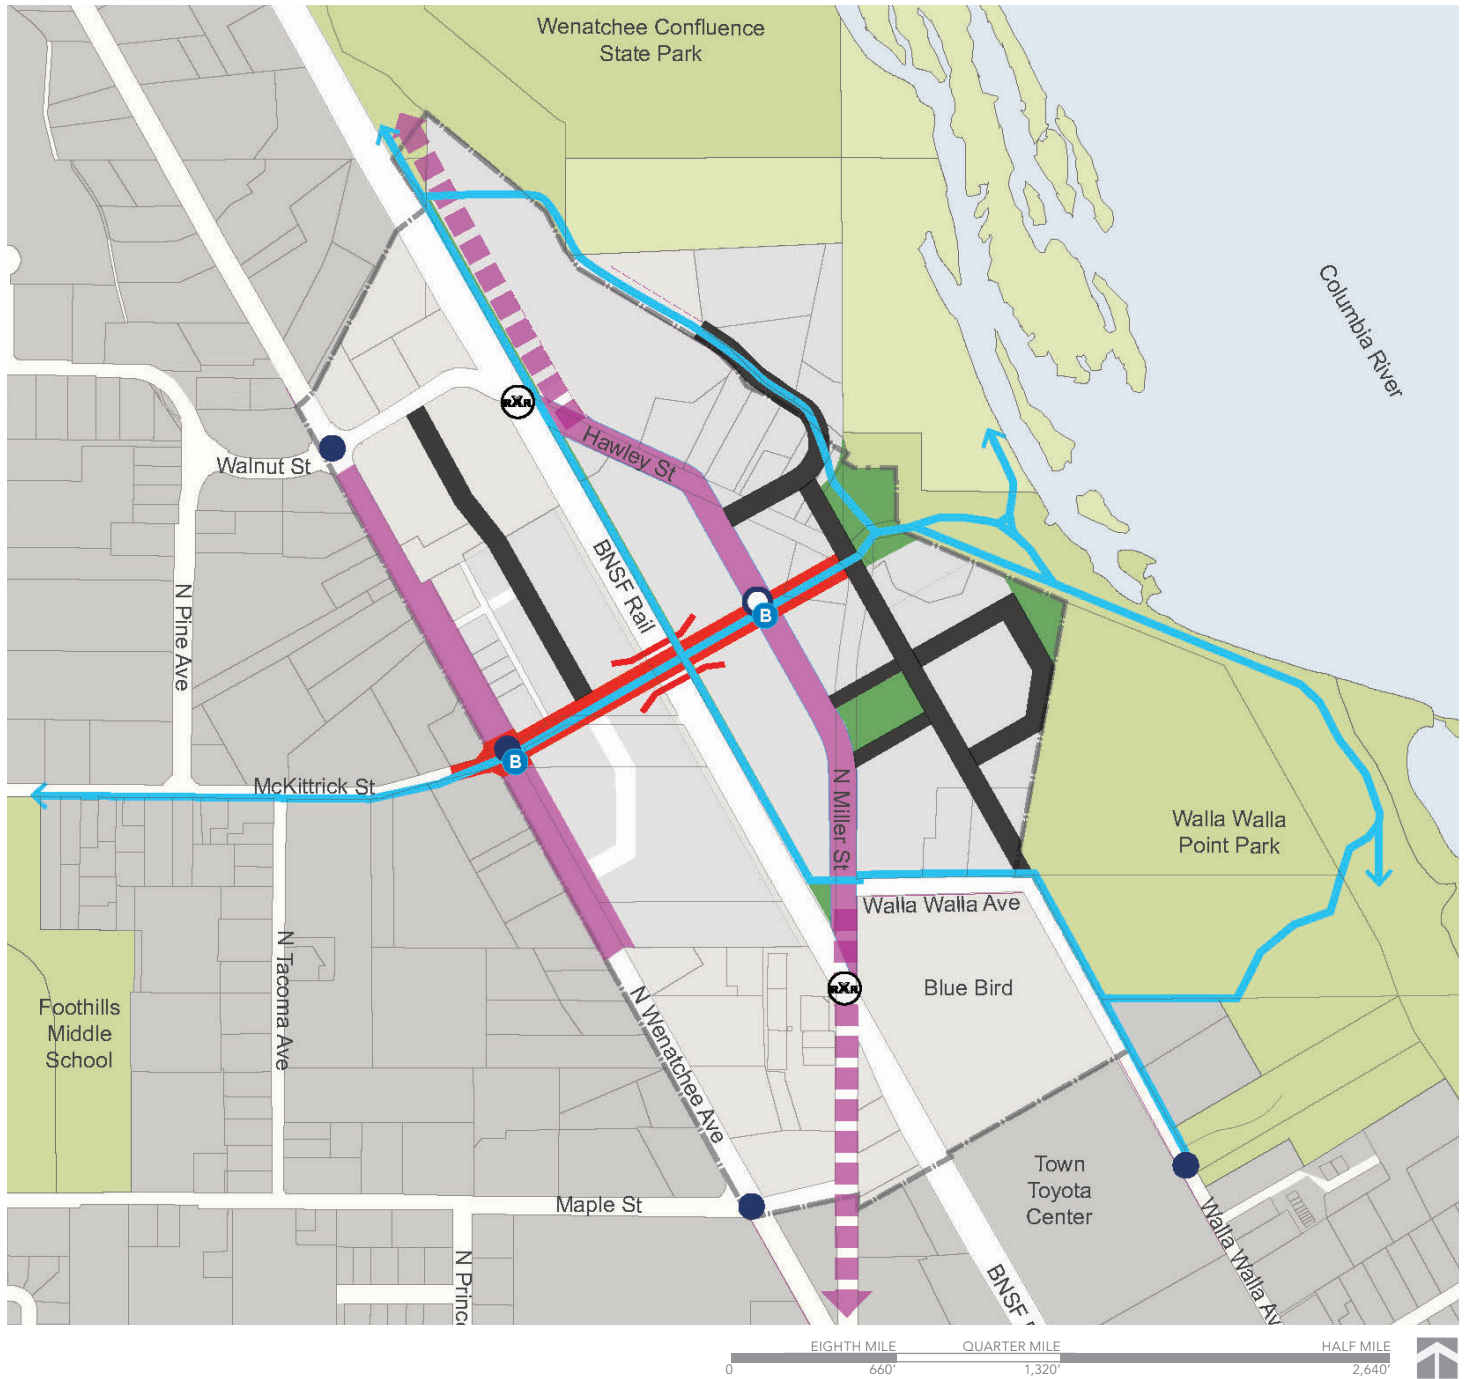 Wenatchee Confluence
State Park
Columbia River
RXR
Hawley St
Walnut St
BNSF Rail
N Pine Ave
B
B
McKittrick St
N Miller St
Walla Walla
Point Park
Walla Walla Ave
N Tacoma Ave
Blue Bird
RXR
Foothills
Middle
School
N Wenatchee Ave
Town
Toyota
Center
Maple St
Walla Walla Av
N Prince
BNSF
EIGHTH MILE
QUARTER MILE
HALF MILE
0
660'
1,320'
2,640'